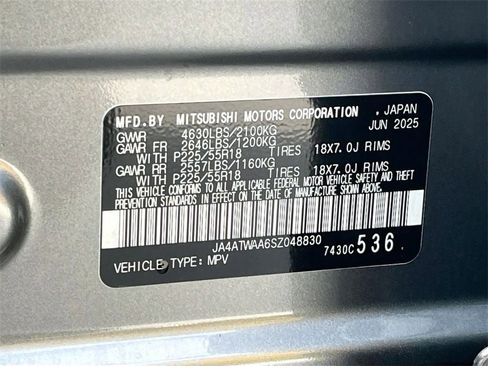 MFD.BY MITSUBISHI MOTORS CORPORATION , JAPAN
GVWR 4630LBS/2100KG JUN 2025
GAWR FR 2646LBS/1200KG
WITH P225/55R18 TIRES 18X7.0J RIMS
GAWR RR 2557LBS/1160KG
WITH P225/55R18 TIRES 18X7.0J RIMS
THIS VEHICLE CONFORMS TO ALL APPLICABLE FEDERAL MOTOR VEHICLE SAFETY AND THEFT
PREVENTION STANDARDS IN EFFECT ON THE DATE OF MANUFACTURE SHOWN ABOVE.
JA4ATWAA6SZ048830
VEHICLE TYPE: MPV 7430C 536